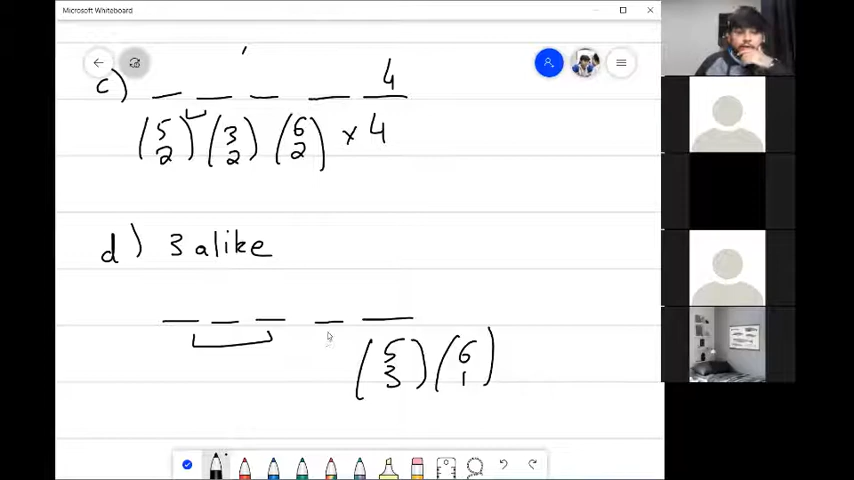 Microsoft Whiteboard
c) _ _ _ _ 4
(5 2) (3 2) (6 2) × 4
d) 3 alike
_ _ _ _ _
(5 3) (6 1)